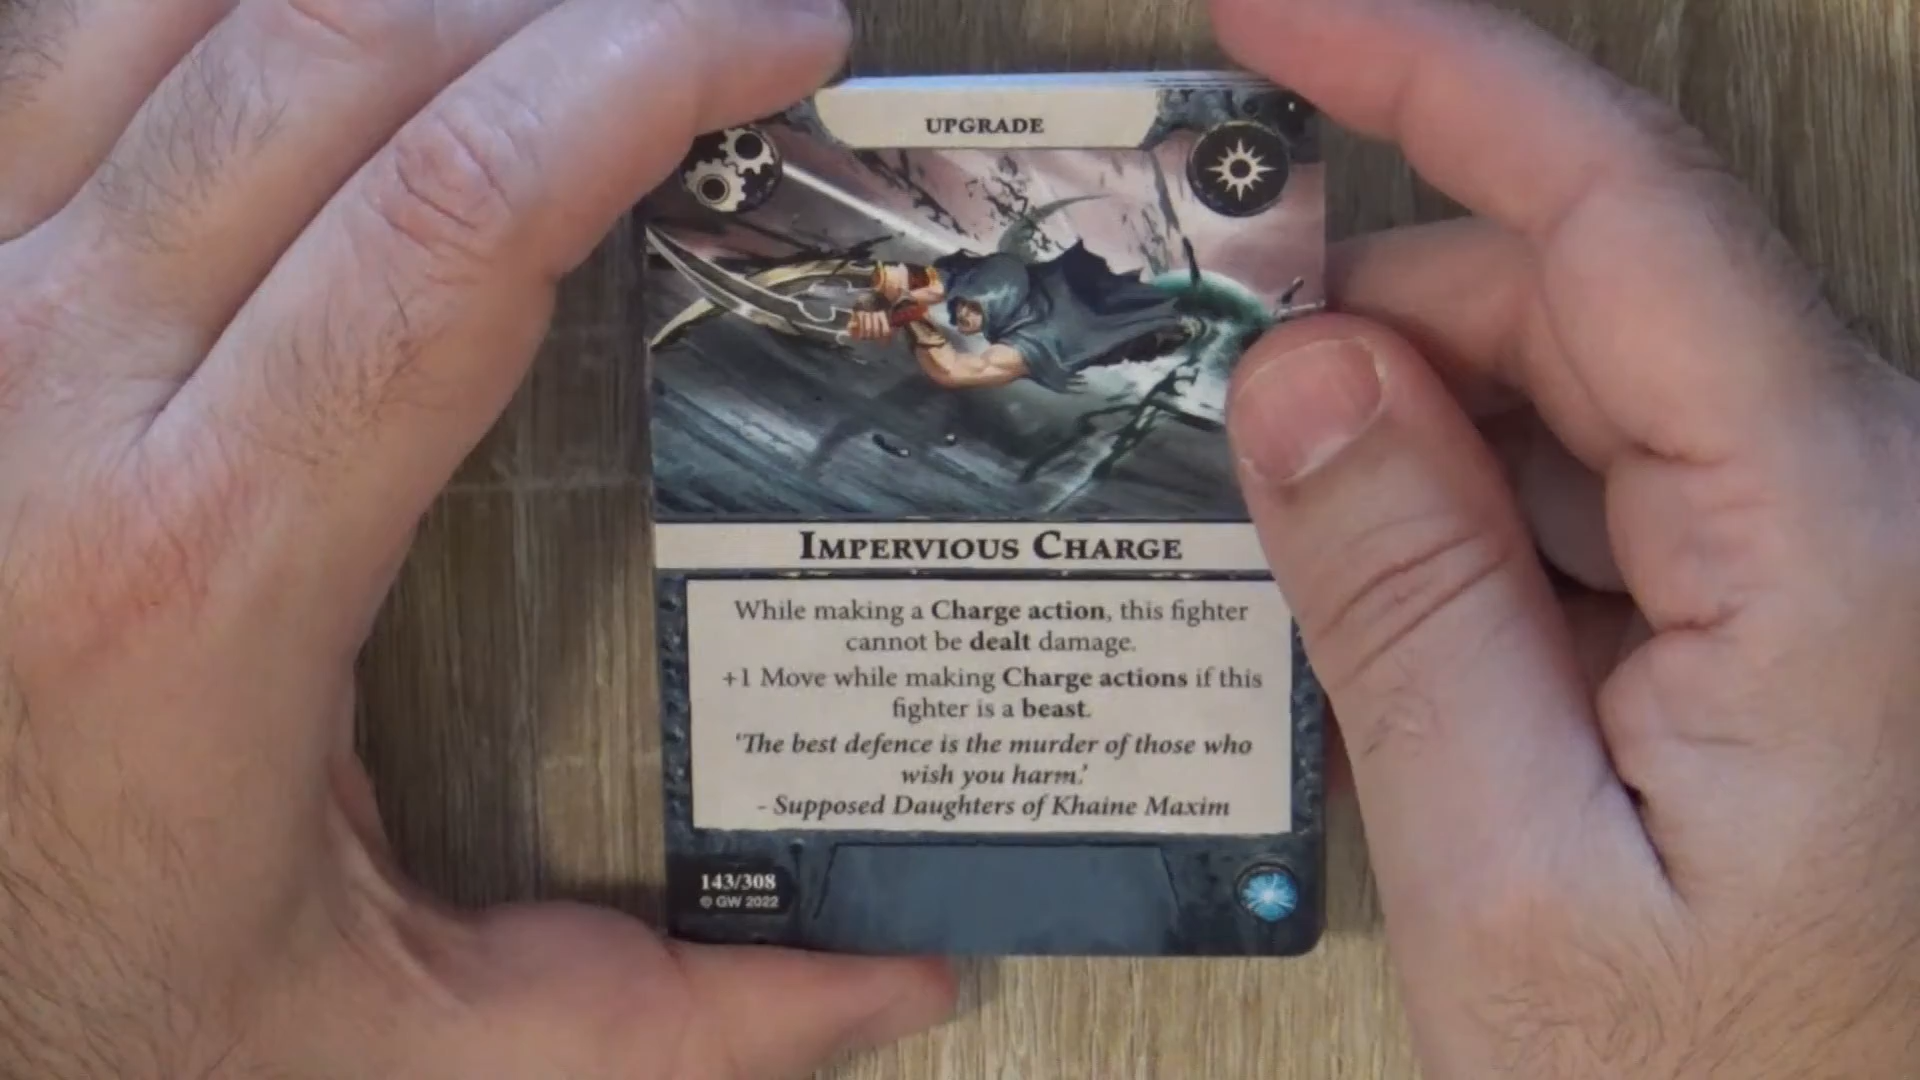 UPGRADE
IMPERVIOUS CHARGE
While making a Charge action, this fighter
cannot be dealt damage.
+1 Move while making Charge actions if this
fighter is a beast.
‘The best defence is the murder of those who
wish you harm.’
- Supposed Daughters of Khaine Maxim
143/308
© GW 2022